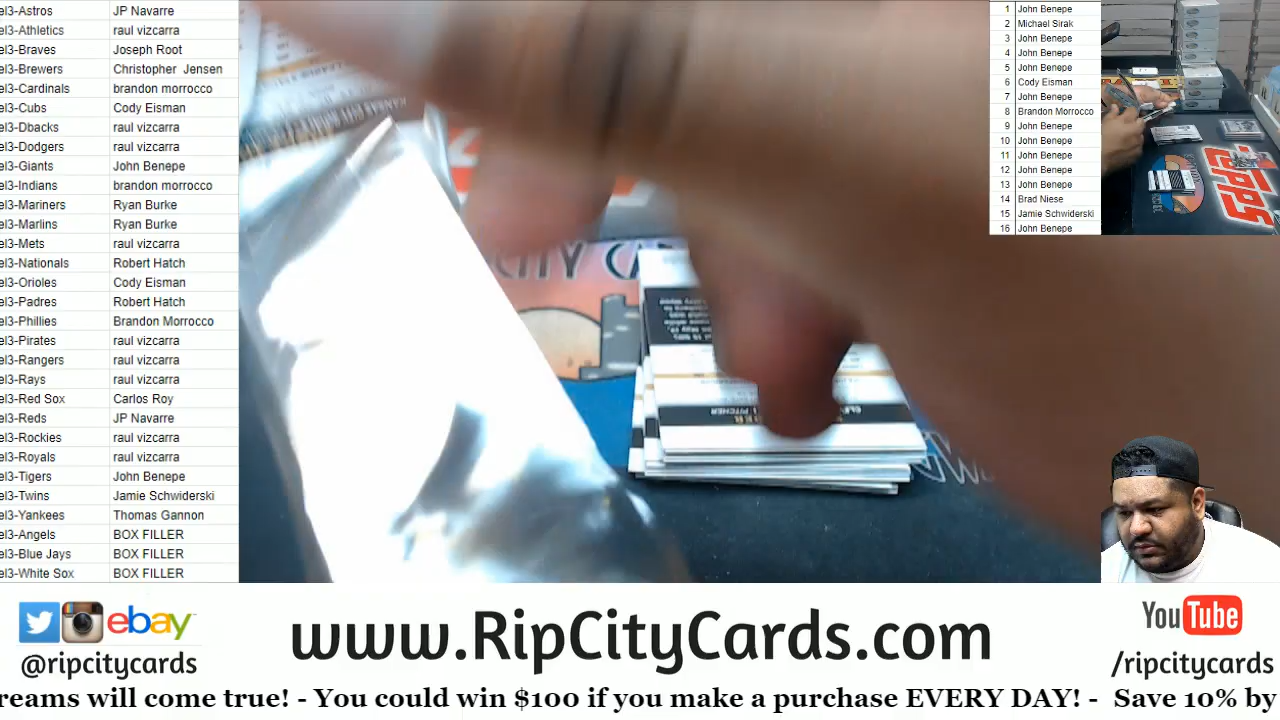 el3-Astros JP Navarre
el3-Athletics raul vizcarra
el3-Braves Joseph Root
el3-Brewers Christopher Jensen
el3-Cardinals brandon morrocco
el3-Cubs Cody Eisman
el3-Dbacks raul vizcarra
el3-Dodgers raul vizcarra
el3-Giants John Benepe
el3-Indians brandon morrocco
el3-Mariners Ryan Burke
el3-Marlins Ryan Burke
el3-Mets raul vizcarra
el3-Nationals Robert Hatch
el3-Orioles Cody Eisman
el3-Padres Robert Hatch
el3-Phillies Brandon Morrocco
el3-Pirates raul vizcarra
el3-Rangers raul vizcarra
el3-Rays raul vizcarra
el3-Red Sox Carlos Roy
el3-Reds JP Navarre
el3-Rockies raul vizcarra
el3-Royals raul vizcarra
el3-Tigers John Benepe
el3-Twins Jamie Schwiderski
el3-Yankees Thomas Gannon
el3-Angels BOX FILLER
el3-Blue Jays BOX FILLER
el3-White Sox BOX FILLER
1 John Benepe
2 Michael Sirak
3 John Benepe
4 John Benepe
5 John Benepe
6 Cody Eisman
7 John Benepe
8 Brandon Morrocco
9 John Benepe
10 John Benepe
11 John Benepe
12 John Benepe
13 John Benepe
14 Brad Niese
15 Jamie Schwiderski
16 John Benepe
topps
CITY CA
PITCHER
ebay
@ripcitycards
www.RipCityCards.com
YouTube
/ripcitycards
reams will come true! - You could win $100 if you make a purchase EVERY DAY! - Save 10% by